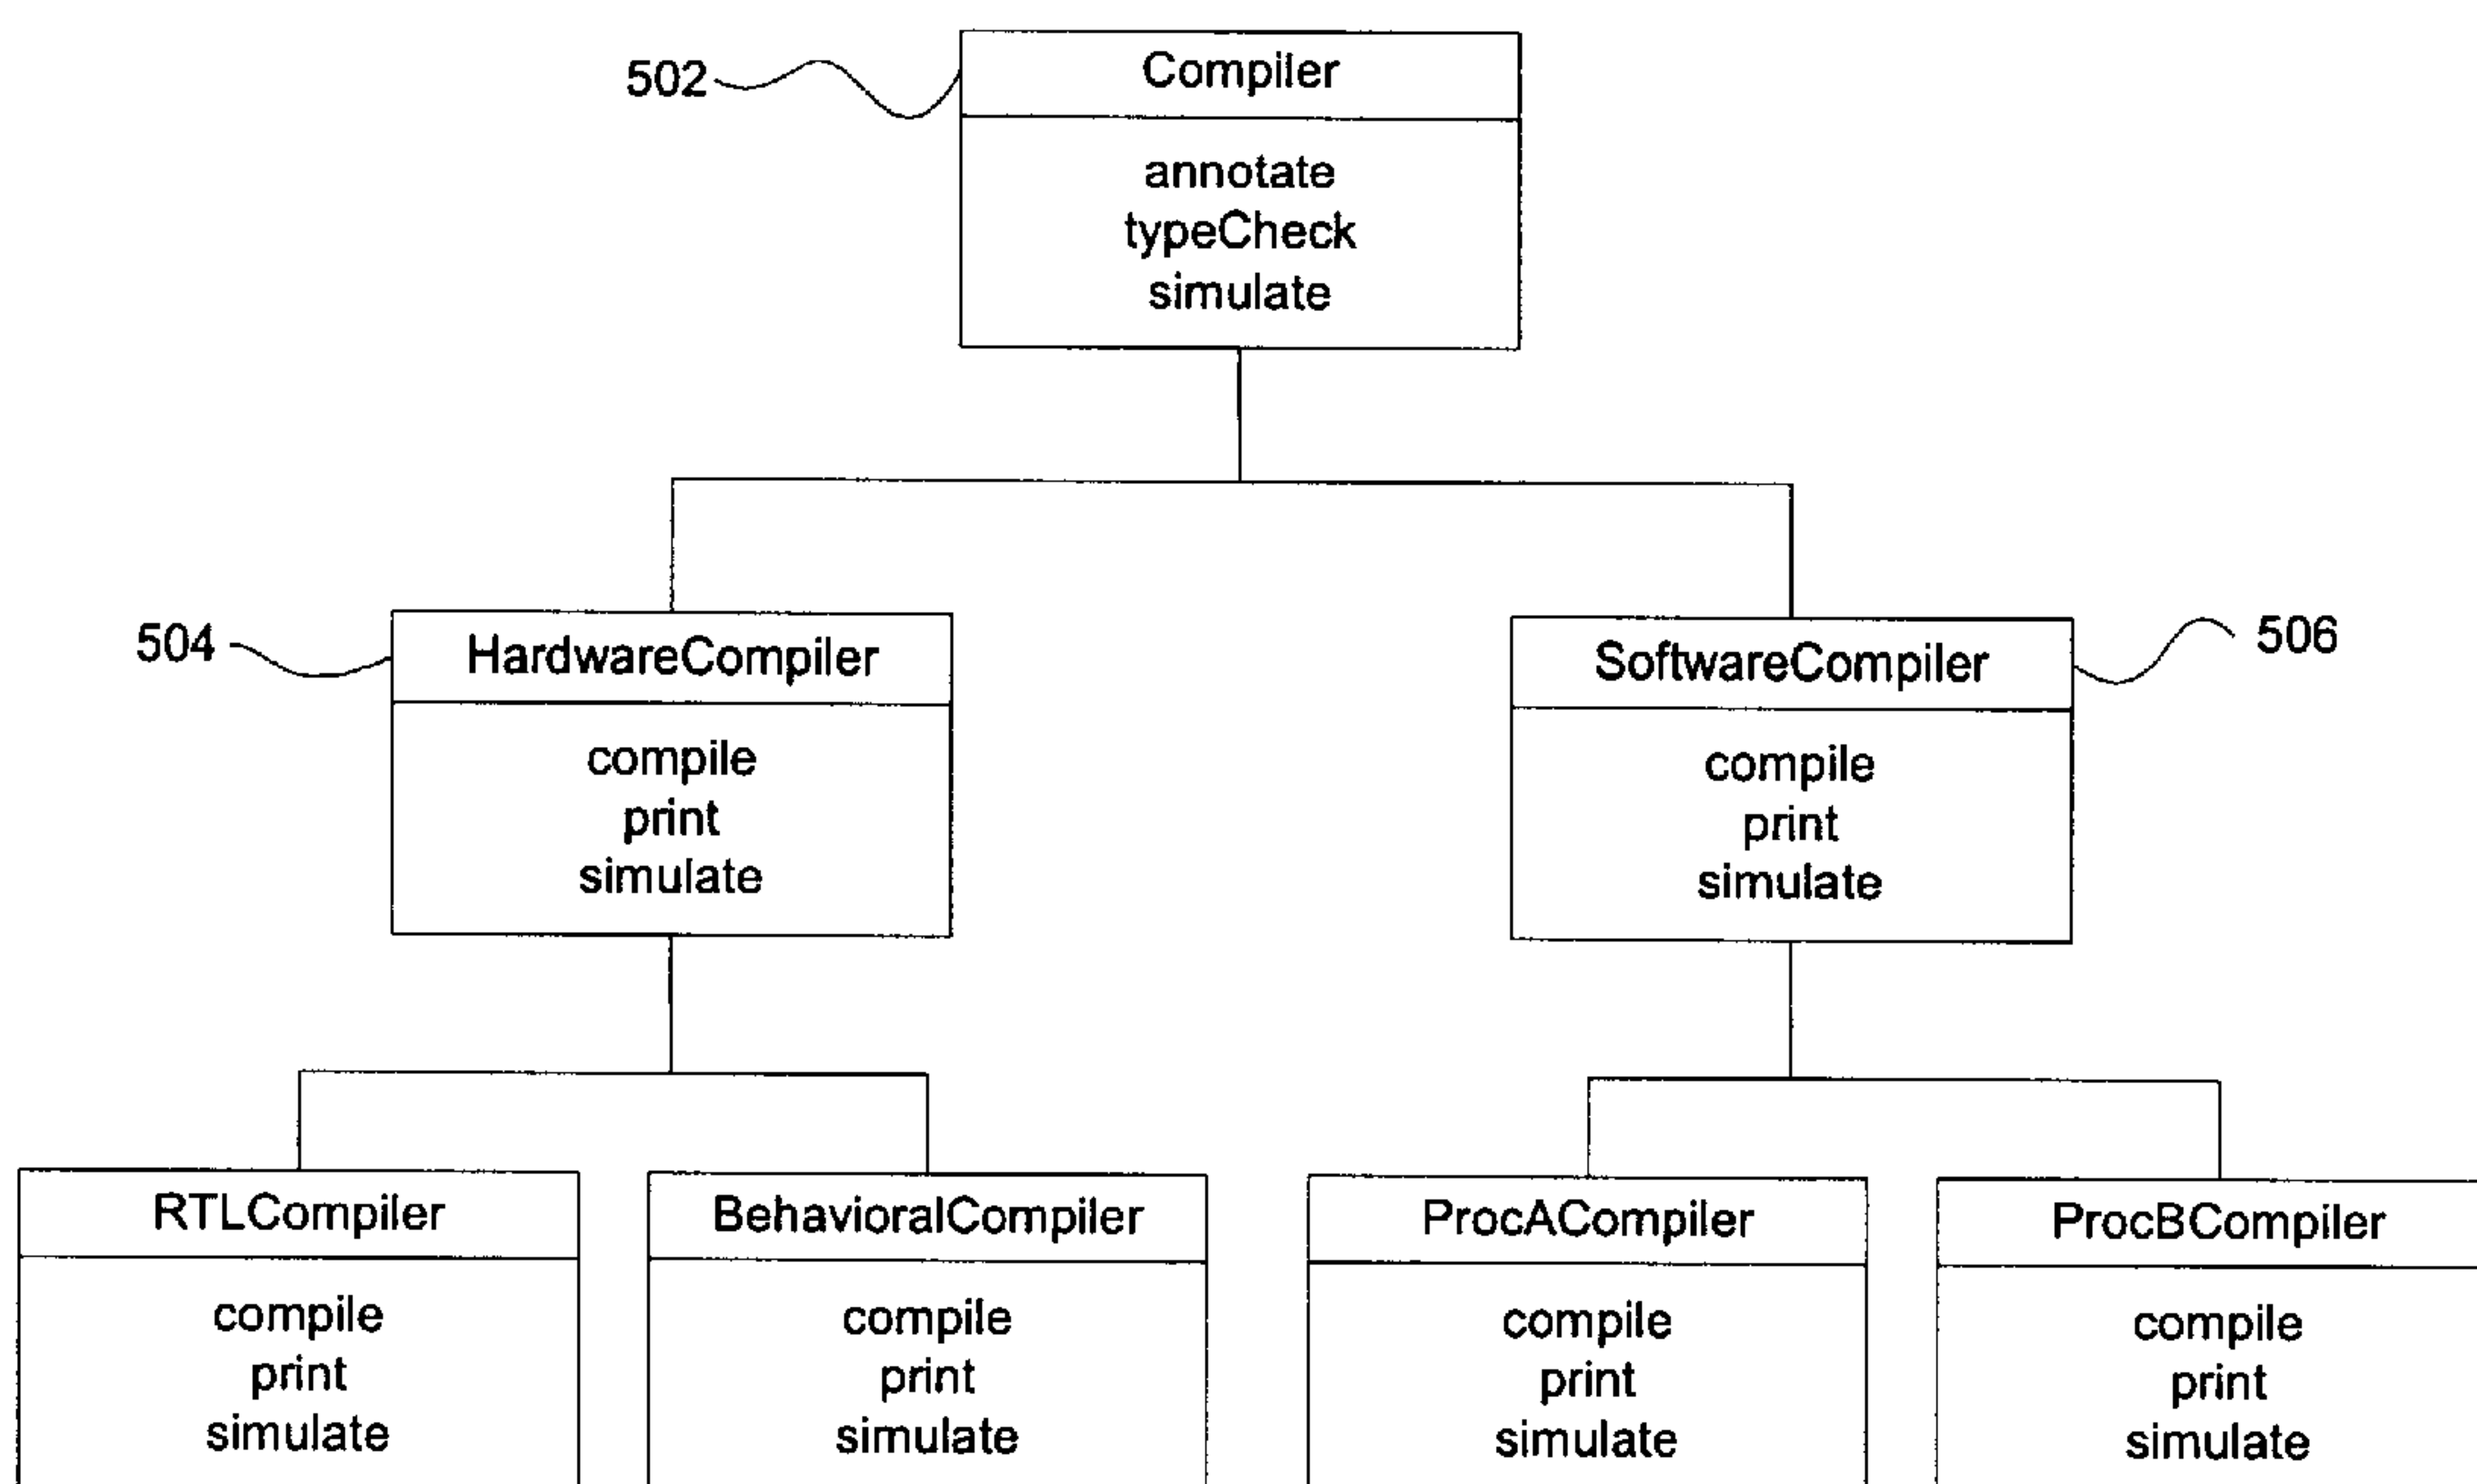 502
Compiler
annotate
typeCheck
simulate
504
HardwareCompiler
compile
print
simulate
SoftwareCompiler
506
compile
print
simulate
RTLCompiler
compile
print
simulate
BehavioralCompiler
compile
print
simulate
ProcACompiler
compile
print
simulate
ProcBCompiler
compile
print
simulate